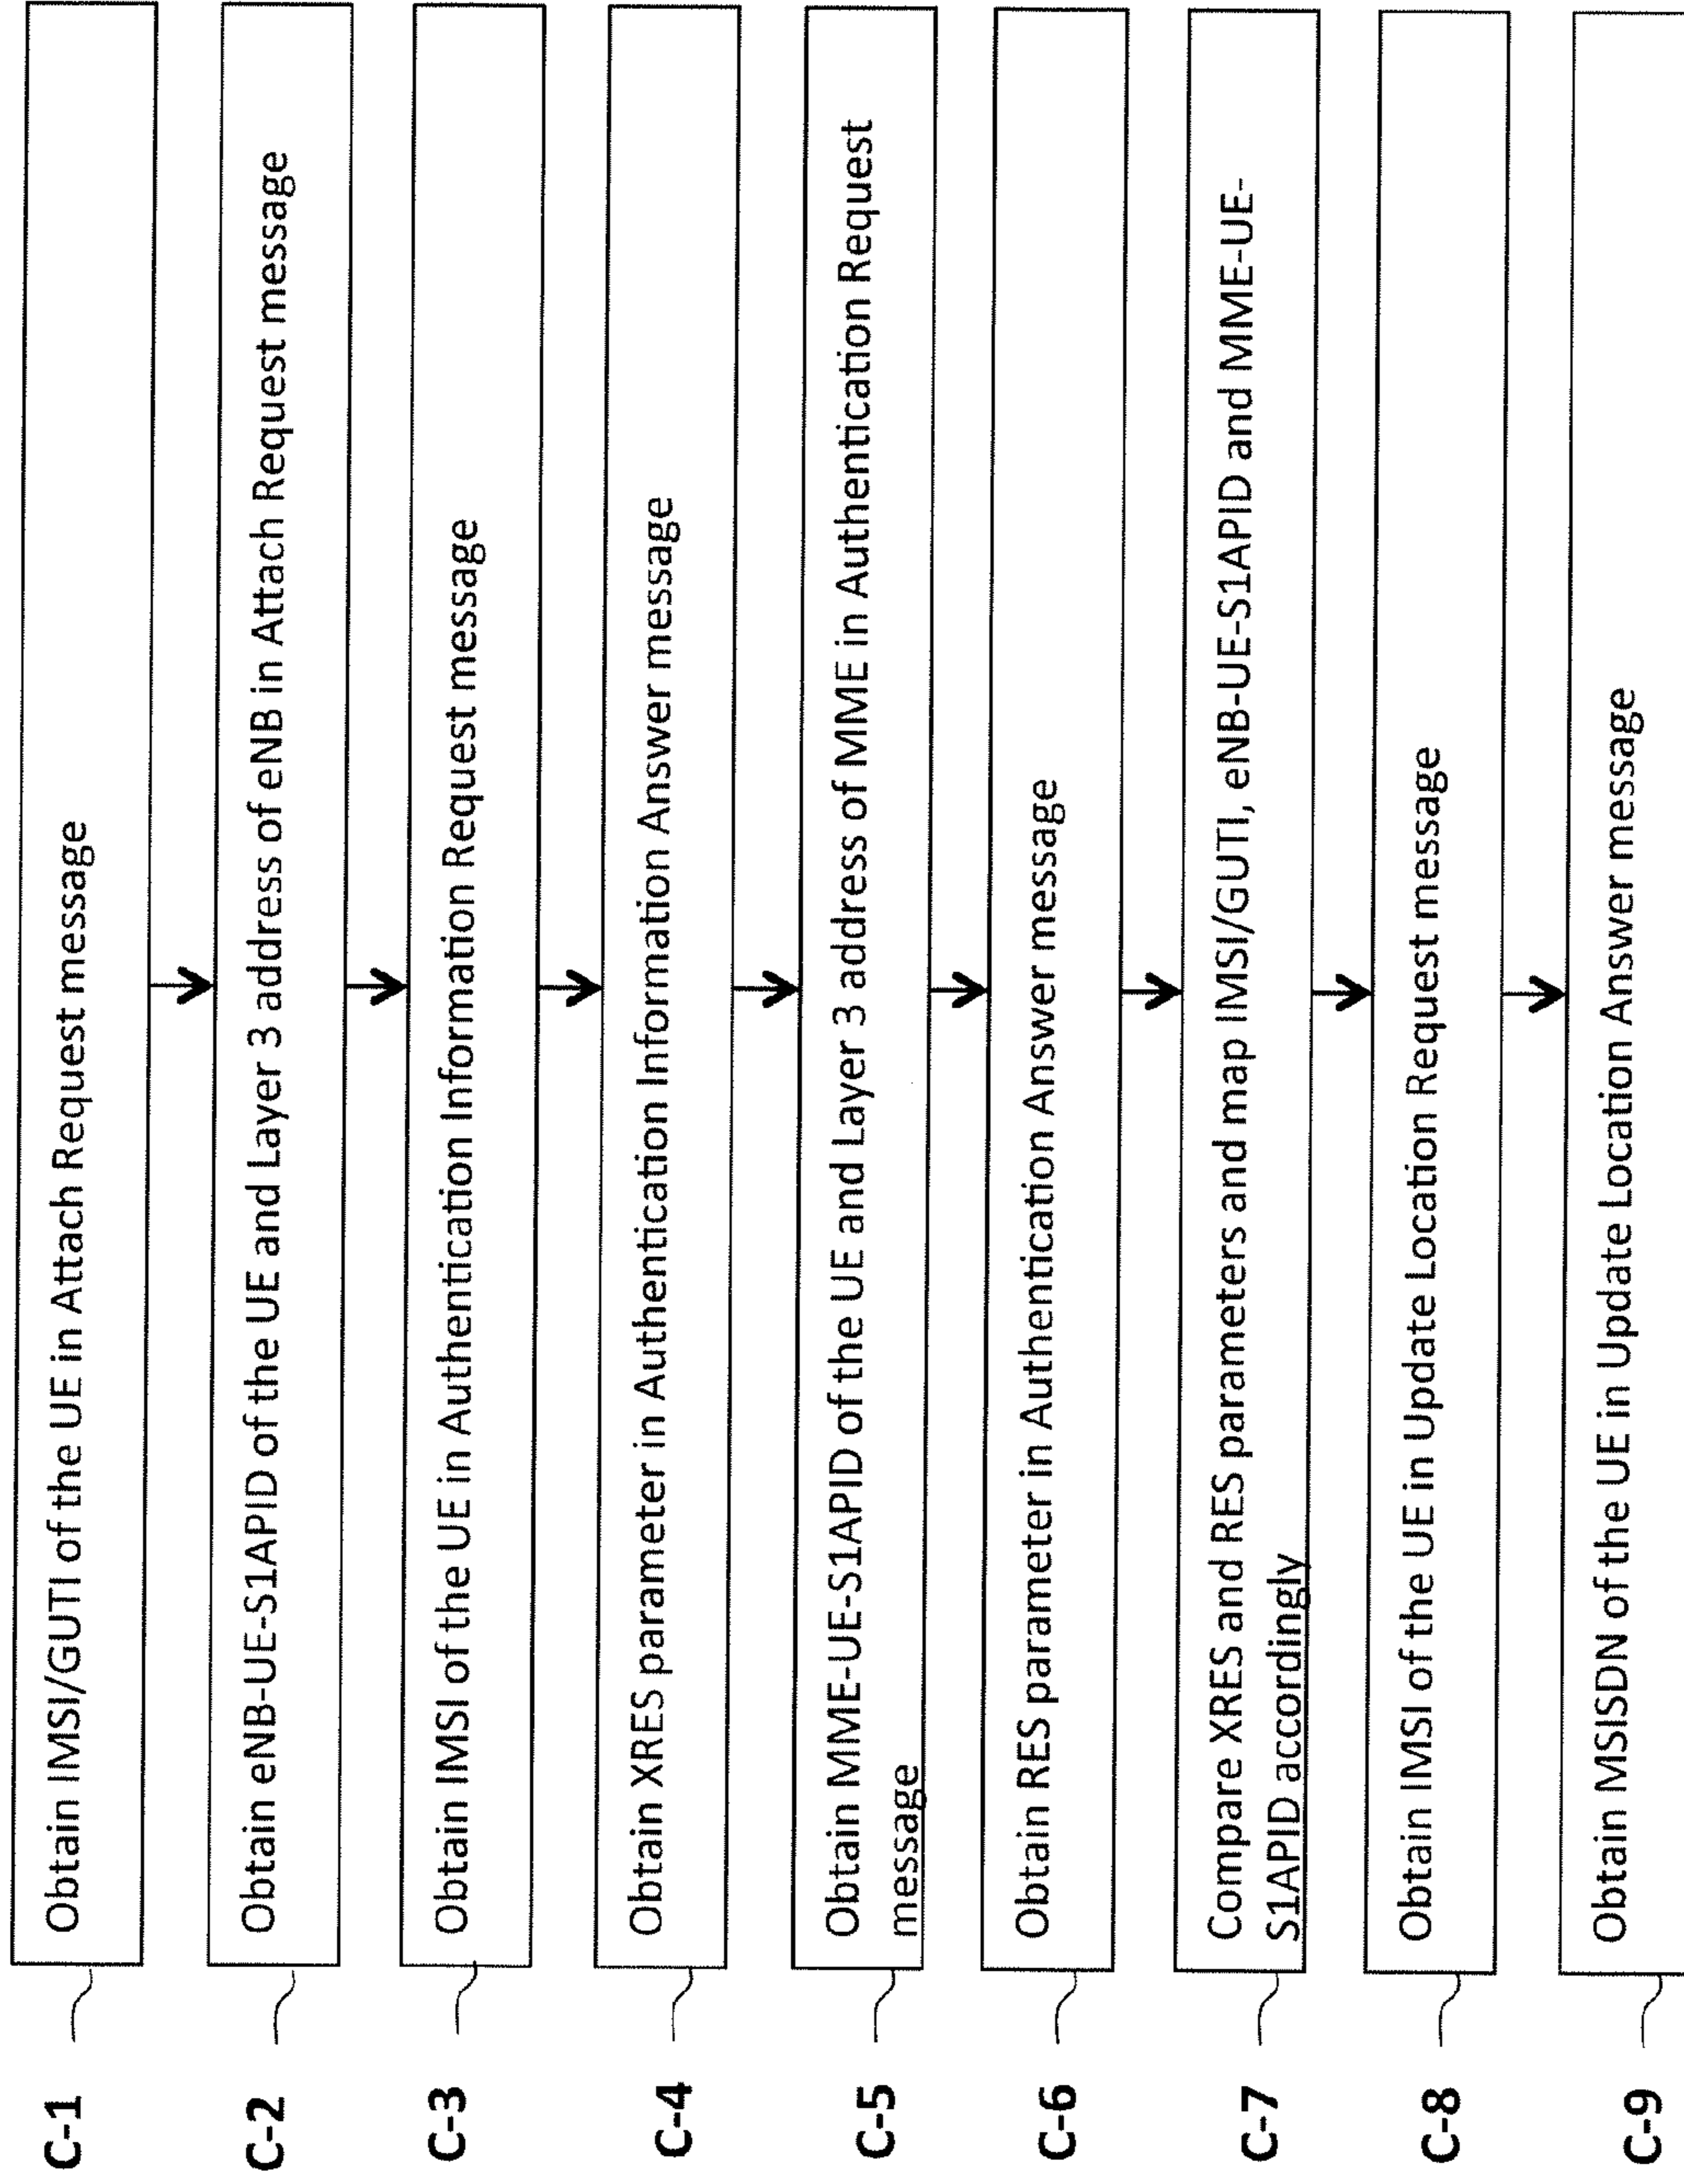 C-1
Obtain IMSI/GUTI of the UE in Attach Request message
C-2
Obtain eNB-UE-S1APID of the UE and Layer 3 address of eNB in Attach Request message
C-3
Obtain IMSI of the UE in Authentication Information Request message
C-4
Obtain XRES parameter in Authentication Information Answer message
C-5
Obtain MME-UE-S1APID of the UE and Layer 3 address of MME in Authentication Request
message
C-6
Obtain RES parameter in Authentication Answer message
C-7
Compare XRES and RES parameters and map IMSI/GUTI, eNB-UE-S1APID and MME-UE-
S1APID accordingly
C-8
Obtain IMSI of the UE in Update Location Request message
C-9
Obtain MSISDN of the UE in Update Location Answer message